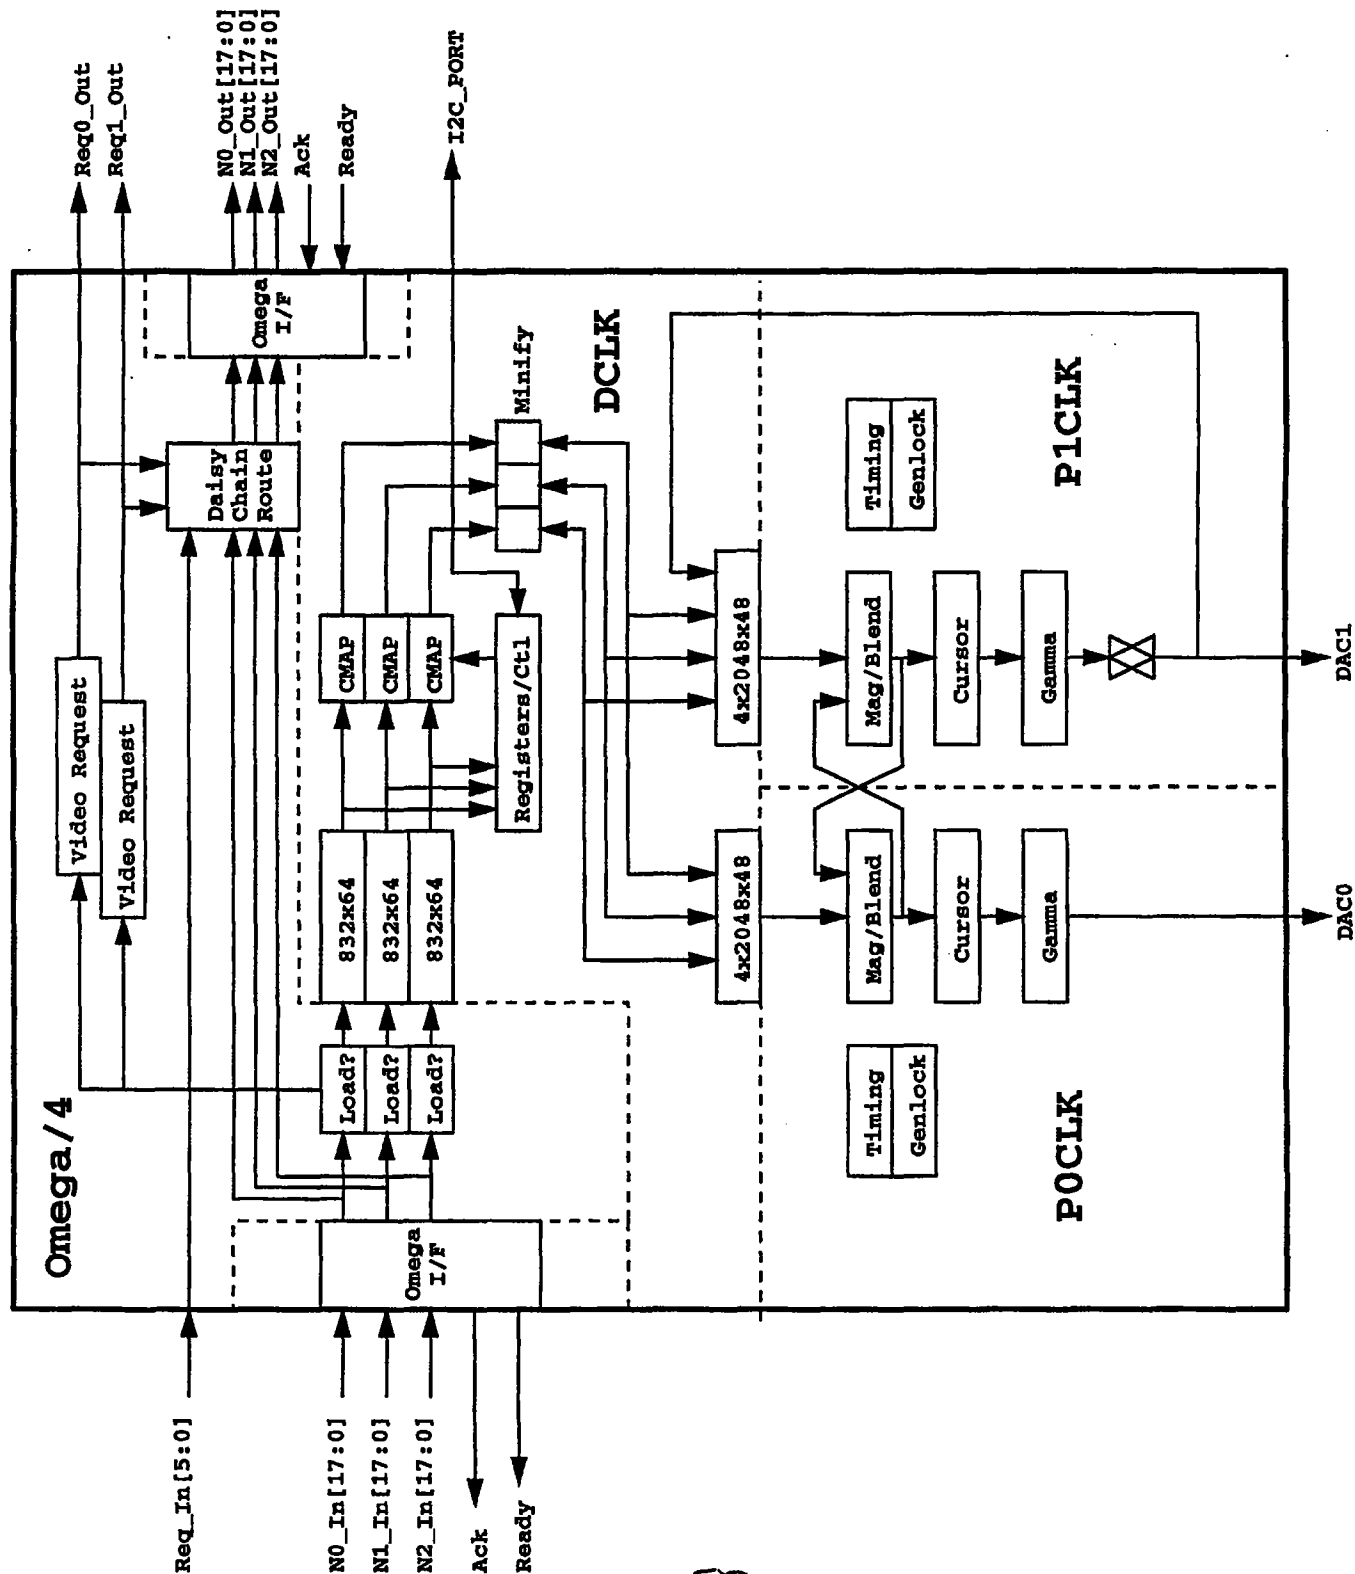 Omega/4
Req_In[5:0]
N0_In[17:0]
N1_In[17:0]
N2_In[17:0]
Ack
Ready
Omega
I/F
Load?
Load?
Load?
Video Request
Video Request
832x64
832x64
832x64
CMAP
CMAP
CMAP
Registers/Ctl
Daisy
Chain
Route
Minify
Omega
I/F
Req0_Out
Req1_Out
N0_Out[17:0]
N1_Out[17:0]
N2_Out[17:0]
Ack
Ready
I2C_PORT
DCLK
4x2048x48
4x2048x48
Timing
Genlock
P0CLK
Mag/Blend
Cursor
Gamma
Mag/Blend
Cursor
Gamma
Timing
Genlock
P1CLK
DAC0
DAC1